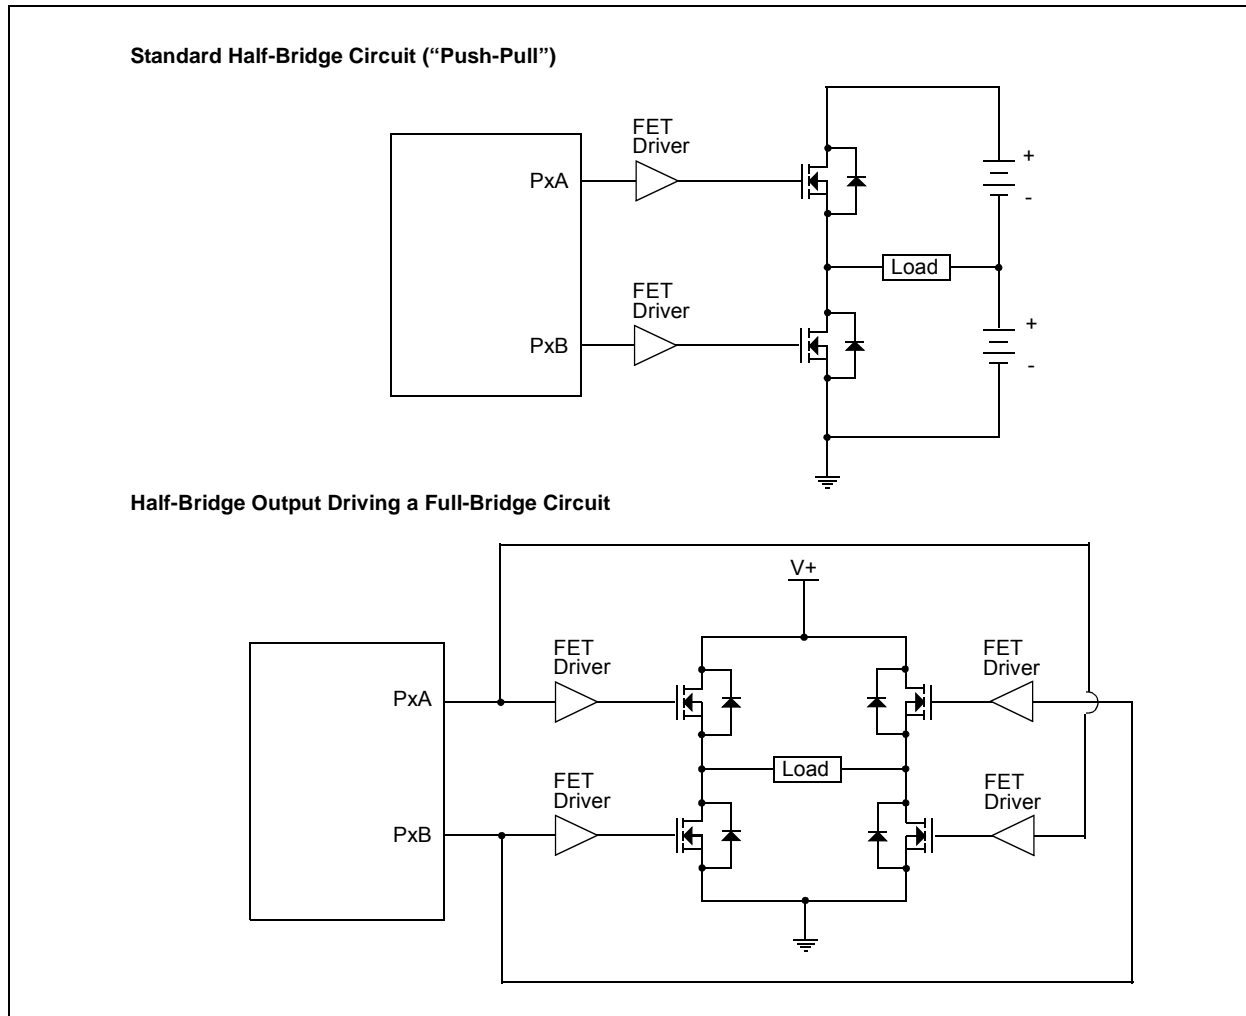 Standard Half-Bridge Circuit (“Push-Pull”)
FET
Driver
PxA
+
-
Load
FET
Driver
PxB
+
-
Half-Bridge Output Driving a Full-Bridge Circuit
V+
FET
Driver
FET
Driver
PxA
Load
FET
Driver
FET
Driver
PxB